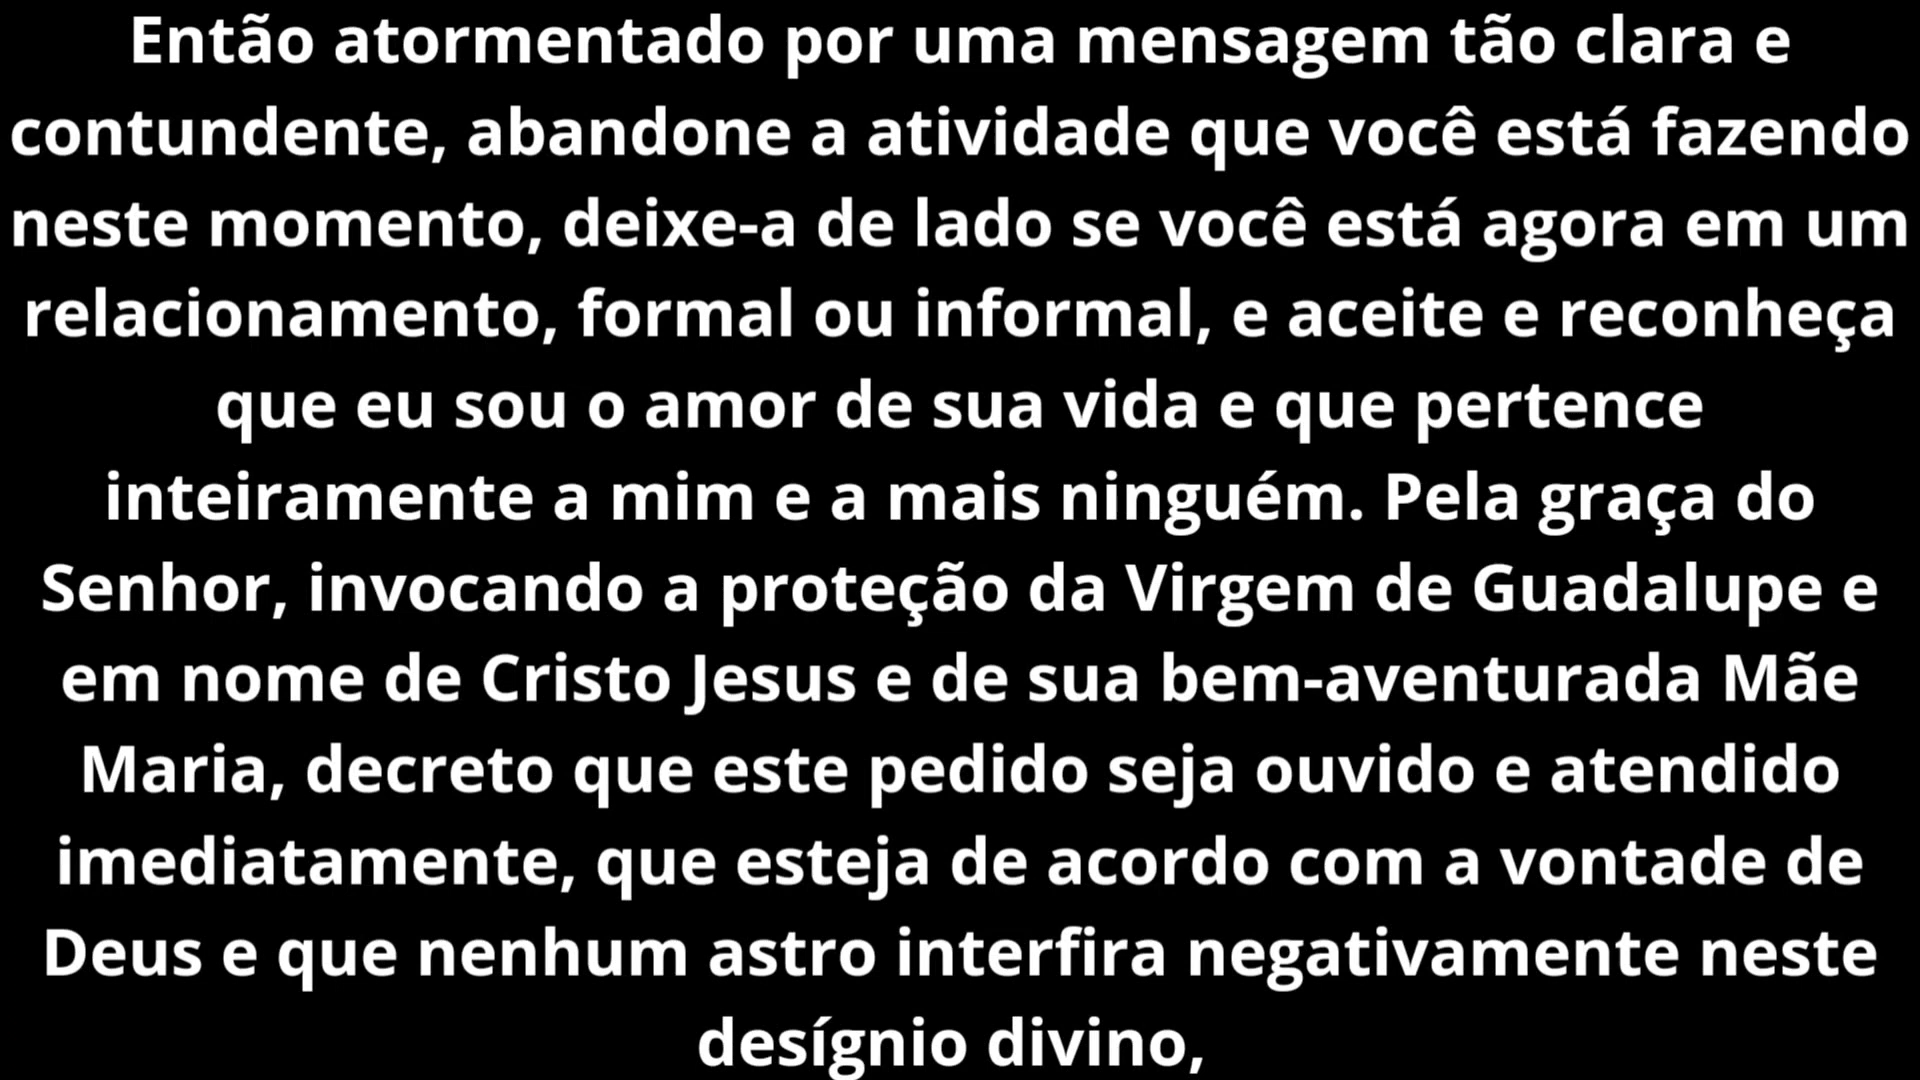 Então atormentado por uma mensagem tão clara e
contundente, abandone a atividade que você está fazendo
neste momento, deixe-a de lado se você está agora em um
relacionamento, formal ou informal, e aceite e reconheça
que eu sou o amor de sua vida e que pertence
inteiramente a mim e a mais ninguém. Pela graça do
Senhor, invocando a proteção da Virgem de Guadalupe e
em nome de Cristo Jesus e de sua bem-aventurada Mãe
Maria, decreto que este pedido seja ouvido e atendido
imediatamente, que esteja de acordo com a vontade de
Deus e que nenhum astro interfira negativamente neste
desígnio divino,